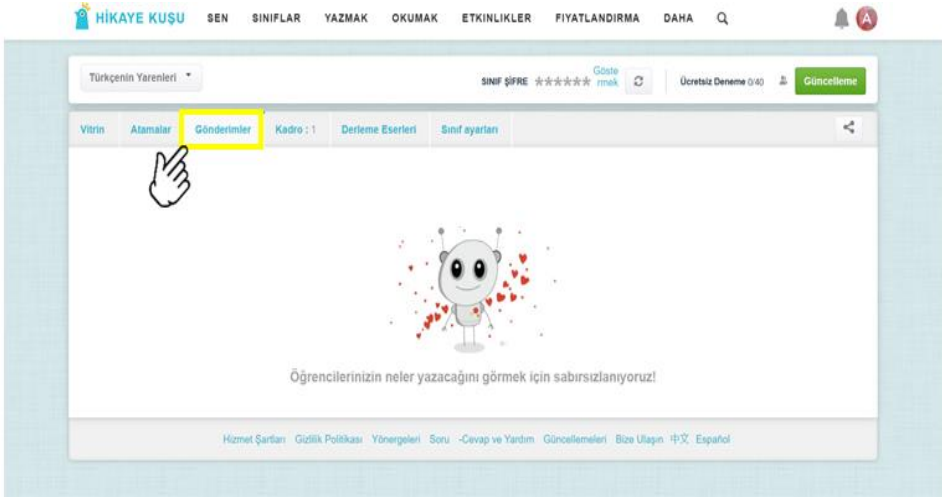 HİKAYE KUŞU SEN SINIFLAR YAZMAK OKUMAK ETKINLIKLER FIYATLANDIRMA DAHA A
Türkçenin Yarenleri SINIF ŞİFRE ****** Göste
rmek Ücretsiz Deneme 0/40 Güncelleme
Vitrin Atamalar Gönderimler Kadro : 1 Derleme Eserleri Sınıf ayarları
Öğrencilerinizin neler yazacağını görmek için sabırsızlanıyoruz!
Hizmet Şartları Gizlilik Politikası Yönergeleri Soru -Cevap ve Yardım Güncellemeleri Bize Ulaşın 中文 Español